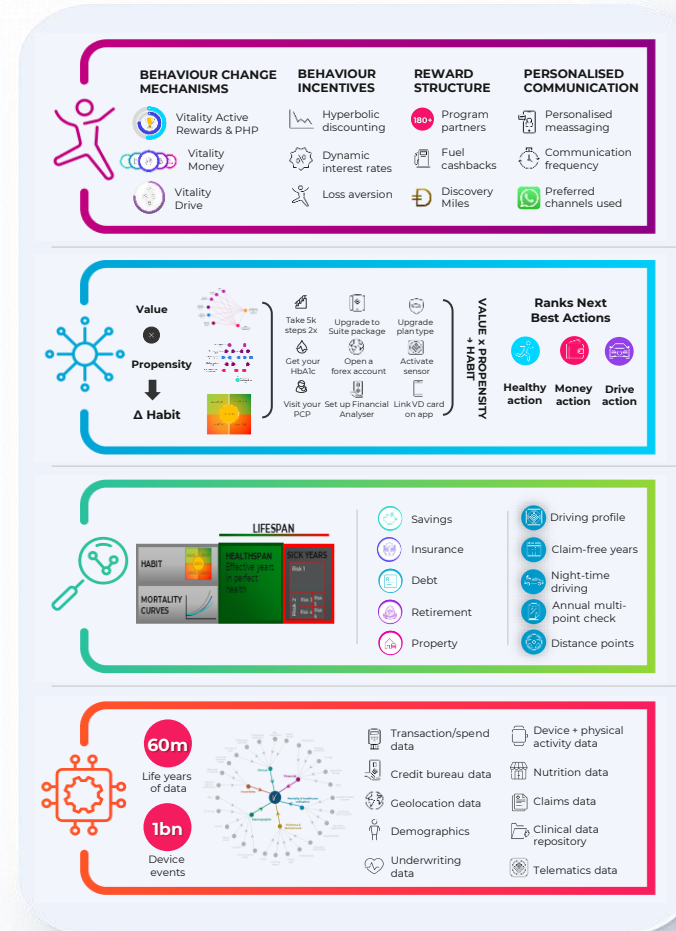 BEHAVIOUR CHANGE
MECHANISMS
Vitality Active
Rewards & PHP
Vitality
Money
Vitality
Drive
BEHAVIOUR
INCENTIVES
Hyperbolic
discounting
Dynamic
interest rates
Loss aversion
REWARD
STRUCTURE
180+
Program
partners
Fuel
cashbacks
Discovery
Miles
PERSONALISED
COMMUNICATION
Personalised
meassaging
Communication
frequency
Preferred
channels used
Value
Propensity
Δ Habit
Take 5k
steps 2x
Upgrade to
Suite package
Upgrade
plan type
Get your
HbA1c
Open a
forex account
Activate
sensor
Visit your
PCP
Set up Financial
Analyser
Link VD card
on app
VALUE x PROPENSITY
+ HABIT
Ranks Next
Best Actions
Healthy
action
Money
action
Drive
action
LIFESPAN
HABIT
MORTALITY
CURVES
HEALTHSPAN
Effective years
in perfect
health
SICK YEARS
Risk 1
Savings
Insurance
Debt
Retirement
Property
Driving profile
Claim-free years
Night-time
driving
Annual multi-
point check
Distance points
60m
Life years
of data
1bn
Device
events
Transaction/spend
data
Credit bureau data
Geolocation data
Demographics
Underwriting
data
Device + physical
activity data
Nutrition data
Claims data
Clinical data
repository
Telematics data